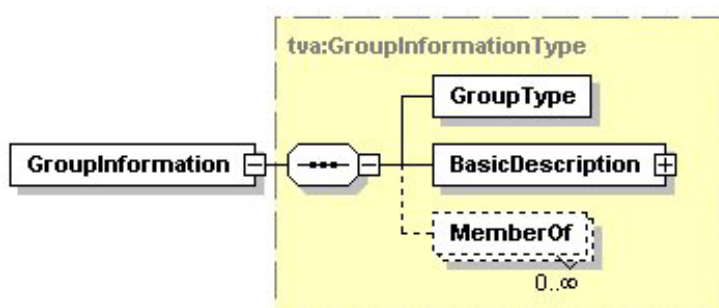 tva:GroupInformationType
GroupType
GroupInformation
BasicDescription
MemberOf
0..∞